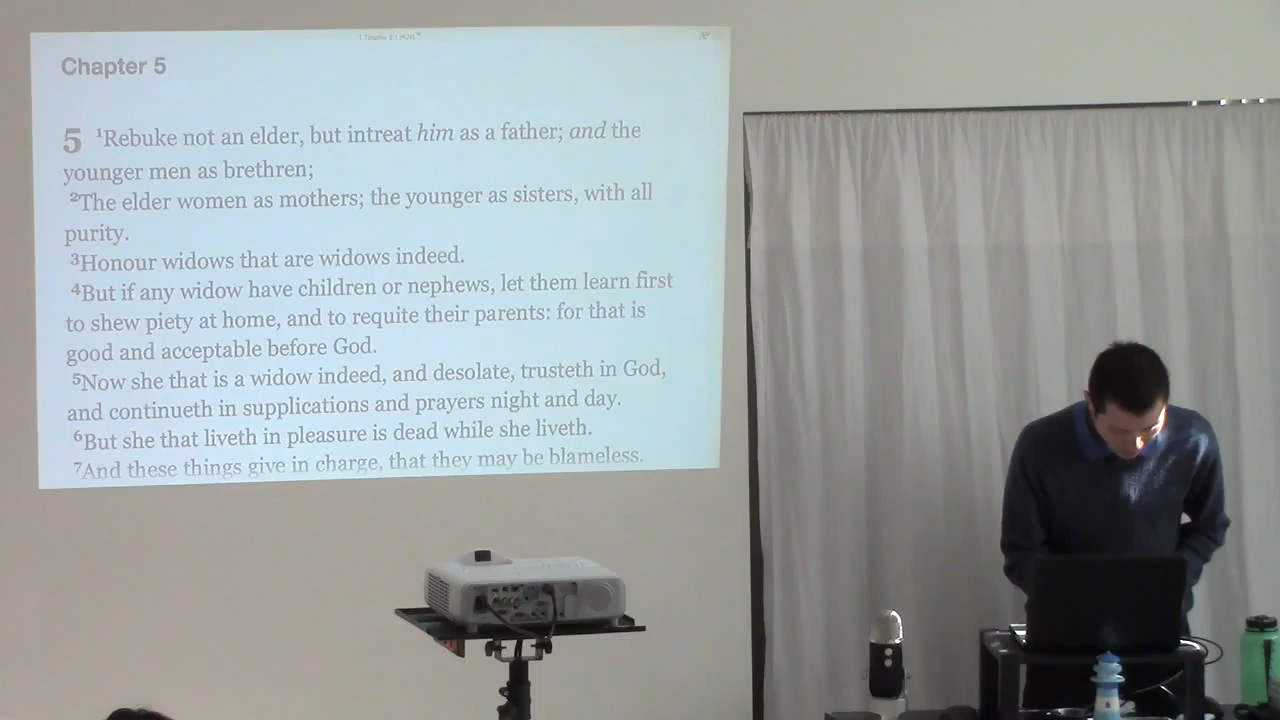 1 Timothy 5:1
Chapter 5
5 ¹Rebuke not an elder, but intreat him as a father; and the
younger men as brethren;
²The elder women as mothers; the younger as sisters, with all
purity.
³Honour widows that are widows indeed.
⁴But if any widow have children or nephews, let them learn first
to shew piety at home, and to requite their parents: for that is
good and acceptable before God.
⁵Now she that is a widow indeed, and desolate, trusteth in God,
and continueth in supplications and prayers night and day.
⁶But she that liveth in pleasure is dead while she liveth.
⁷And these things give in charge, that they may be blameless.